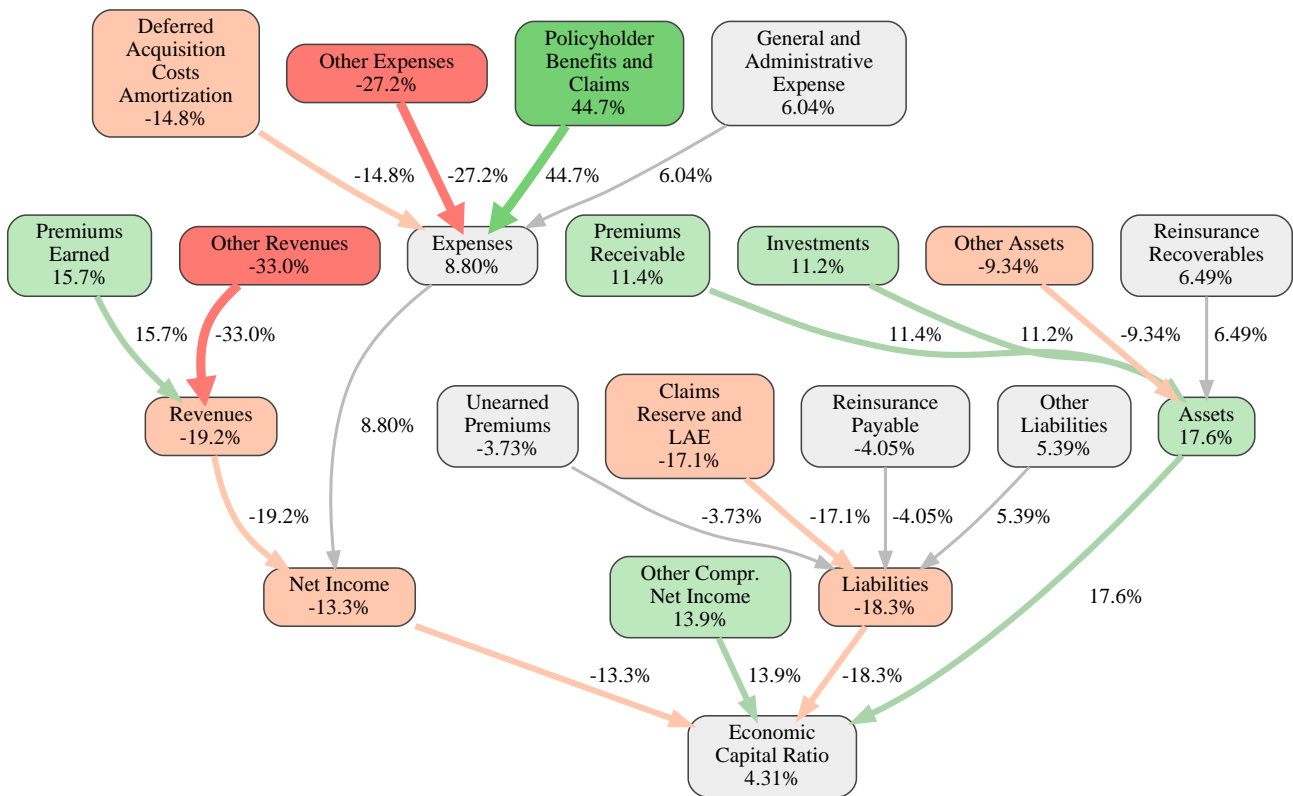 Deferred
Acquisition
Costs
Amortization
-14.8%
Other Expenses
-27.2%
Policyholder
Benefits and
Claims
44.7%
General and
Administrative
Expense
6.04%
-14.8%
-27.2%
44.7%
6.04%
Premiums
Earned
15.7%
Other Revenues
-33.0%
Expenses
8.80%
Premiums
Receivable
11.4%
Investments
11.2%
Other Assets
-9.34%
Reinsurance
Recoverables
6.49%
15.7%
-33.0%
11.4%
11.2%
-9.34%
6.49%
Revenues
-19.2%
8.80%
Unearned
Premiums
-3.73%
Claims
Reserve and
LAE
-17.1%
Reinsurance
Payable
-4.05%
Other
Liabilities
5.39%
Assets
17.6%
-19.2%
-3.73%
-17.1%
-4.05%
5.39%
Net Income
-13.3%
Other Compr.
Net Income
13.9%
Liabilities
-18.3%
17.6%
-13.3%
13.9%
-18.3%
Economic
Capital Ratio
4.31%